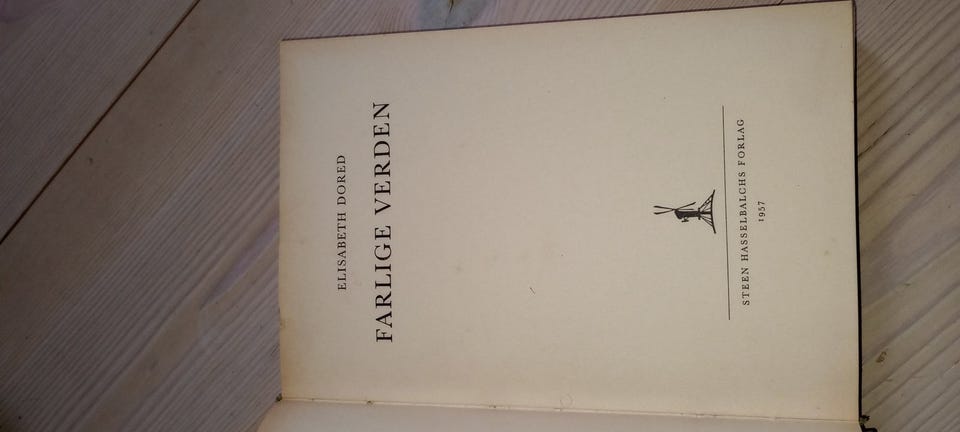 ELISABETH DORED
FARLIGE VERDEN
STEEN HASSELBALCHS FORLAG
1957